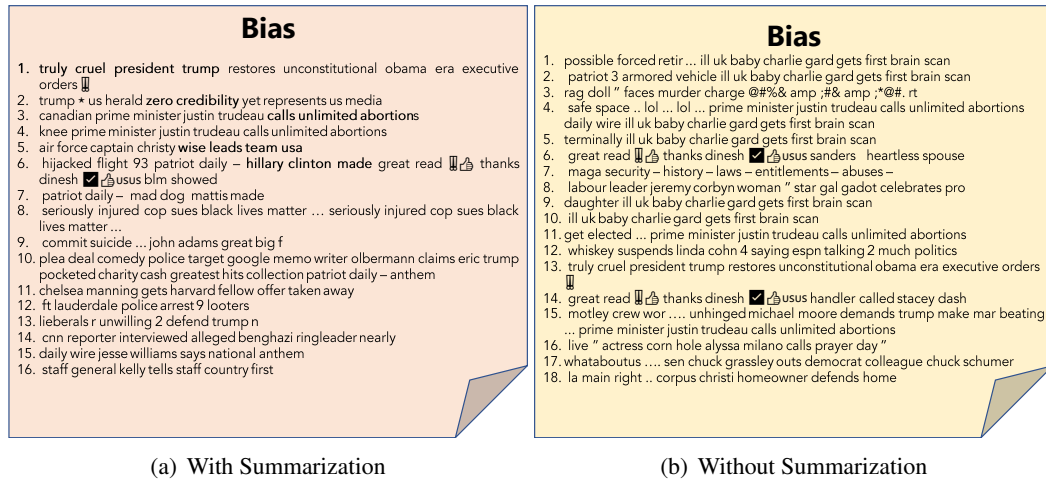 Bias
1. truly cruel president trump restores unconstitutional obama era executive
orders
2. trump * us herald zero credibility yet represents us media
3. canadian prime minister justin trudeau calls unlimited abortions
4. knee prime minister justin trudeau calls unlimited abortions
5. air force captain christy wise leads team usa
6. hijacked flight 93 patriot daily – hillary clinton made great read ‼👍 thanks
dinesh ✅👍usus blm showed
7. patriot daily – mad dog mattis made
8. seriously injured cop sues black lives matter ... seriously injured cop sues black
lives matter ...
9. commit suicide ... john adams great big f
10. plea deal comedy police target google memo writer olbermann claims eric trump
pocketed charity cash greatest hits collection patriot daily – anthem
11. chelsea manning gets harvard fellow offer taken away
12. ft lauderdale police arrest 9 looters
13. lieberals r unwilling 2 defend trump n
14. cnn reporter interviewed alleged benghazi ringleader nearly
15. daily wire jesse williams says national anthem
16. staff general kelly tells staff country first
(a) With Summarization
Bias
1. possible forced retir ... ill uk baby charlie gard gets first brain scan
2. patriot 3 armored vehicle ill uk baby charlie gard gets first brain scan
3. rag doll " faces murder charge @#%& amp ;#& amp ;*@#. rt
4. safe space .. lol ... lol ... prime minister justin trudeau calls unlimited abortions
daily wire ill uk baby charlie gard gets first brain scan
5. terminally ill uk baby charlie gard gets first brain scan
6. great read ‼👍 thanks dinesh ✅👍usus sanders heartless spouse
7. maga security – history – laws – entitlements – abuses –
8. labour leader jeremy corbyn woman " star gal gadot celebrates pro
9. daughter ill uk baby charlie gard gets first brain scan
10. ill uk baby charlie gard gets first brain scan
11. get elected ... prime minister justin trudeau calls unlimited abortions
12. whiskey suspends linda cohn 4 saying espn talking 2 much politics
13. truly cruel president trump restores unconstitutional obama era executive orders
‼
14. great read ‼👍 thanks dinesh ✅👍usus handler called stacey dash
15. motley crew wor .... unhinged michael moore demands trump make mar beating
... prime minister justin trudeau calls unlimited abortions
16. live " actress corn hole alyssa milano calls prayer day "
17. whataboutus .... sen chuck grassley outs democrat colleague chuck schumer
18. la main right .. corpus christi homeowner defends home
(b) Without Summarization